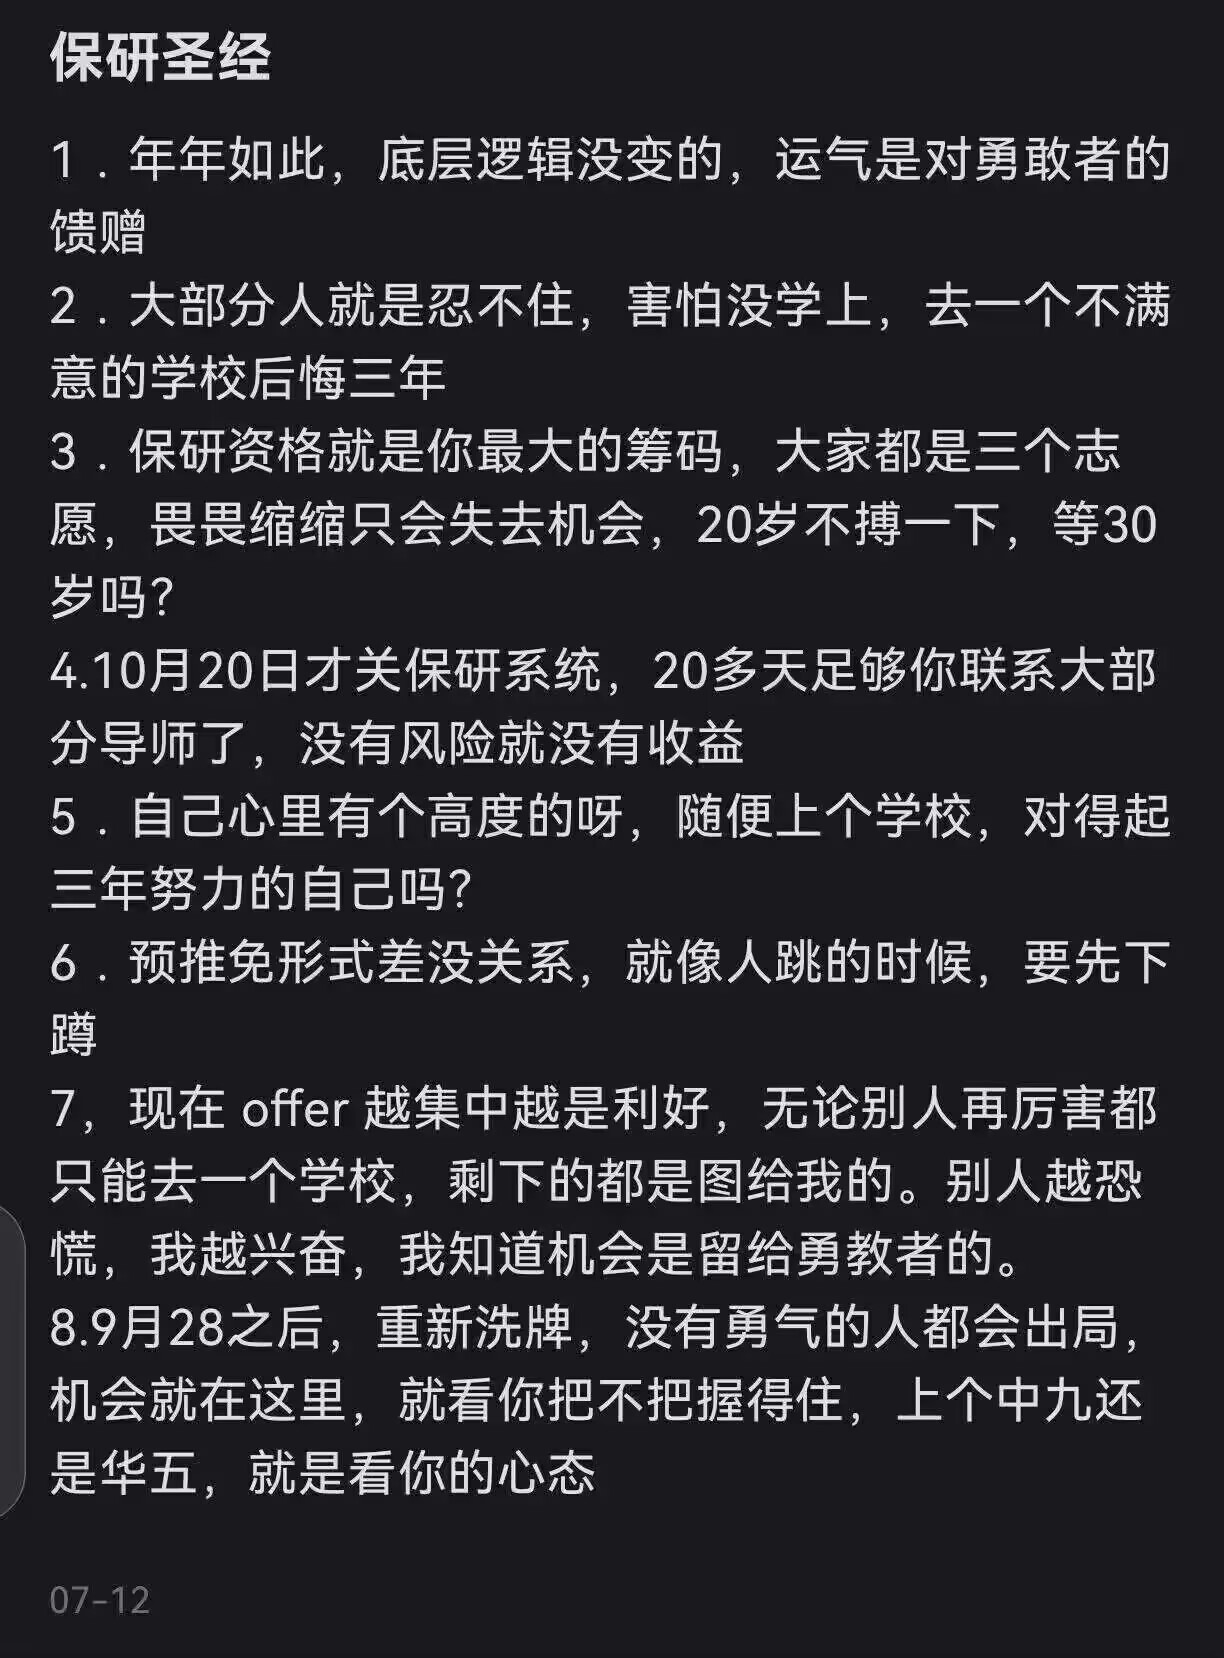 保研圣经
1．年年如此，底层逻辑没变的，运气是对勇敢者的
馈赠
2．大部分人就是忍不住，害怕没学上，去一个不满
意的学校后悔三年
3．保研资格就是你最大的筹码，大家都是三个志
愿，畏畏缩缩只会失去机会，20岁不搏一下，等30
岁吗？
4.10月20日才关保研系统，20多天足够你联系大部
分导师了，没有风险就没有收益
5．自己心里有个高度的呀，随便上个学校，对得起
三年努力的自己吗？
6．预推免形式差没关系，就像人跳的时候，要先下
蹲
7，现在 offer 越集中越是利好，无论别人再厉害都
只能去一个学校，剩下的都是图给我的。别人越恐
慌，我越兴奋，我知道机会是留给勇教者的。
8.9月28之后，重新洗牌，没有勇气的人都会出局，
机会就在这里，就看你把不把握得住，上个中九还
是华五，就是看你的心态
07-12